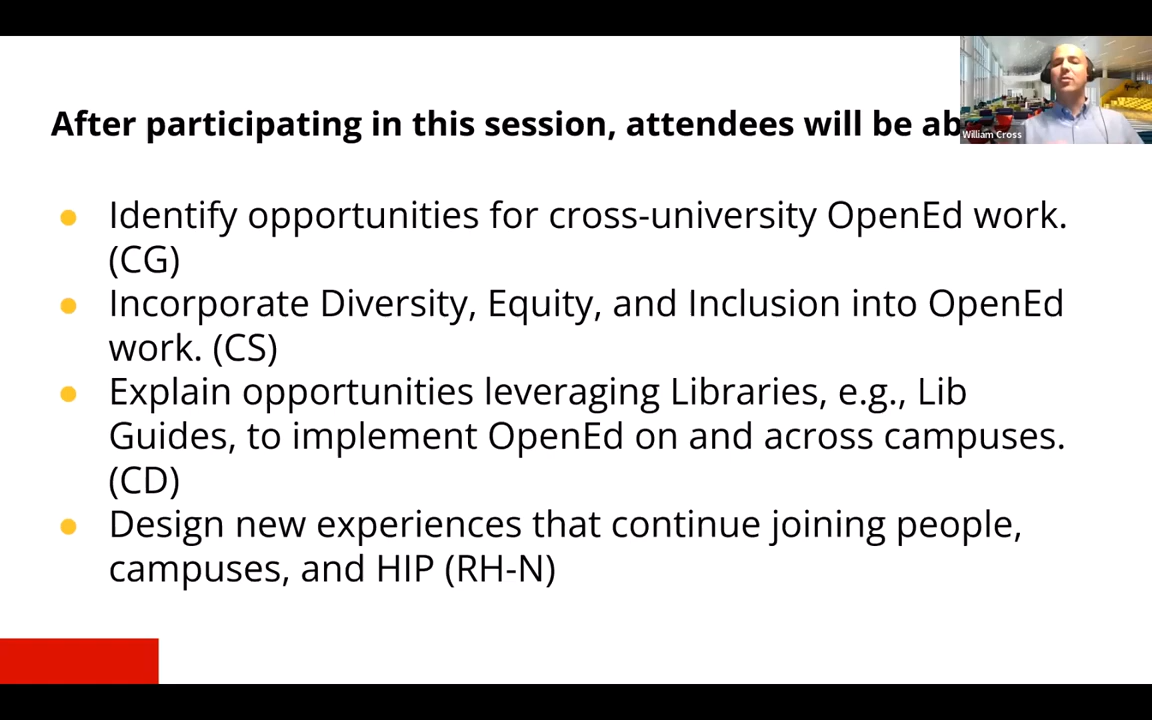 After participating in this session, attendees will be ab
William Cross
● Identify opportunities for cross-university OpenEd work.
(CG)
● Incorporate Diversity, Equity, and Inclusion into OpenEd
work. (CS)
● Explain opportunities leveraging Libraries, e.g., Lib
Guides, to implement OpenEd on and across campuses.
(CD)
● Design new experiences that continue joining people,
campuses, and HIP (RH-N)